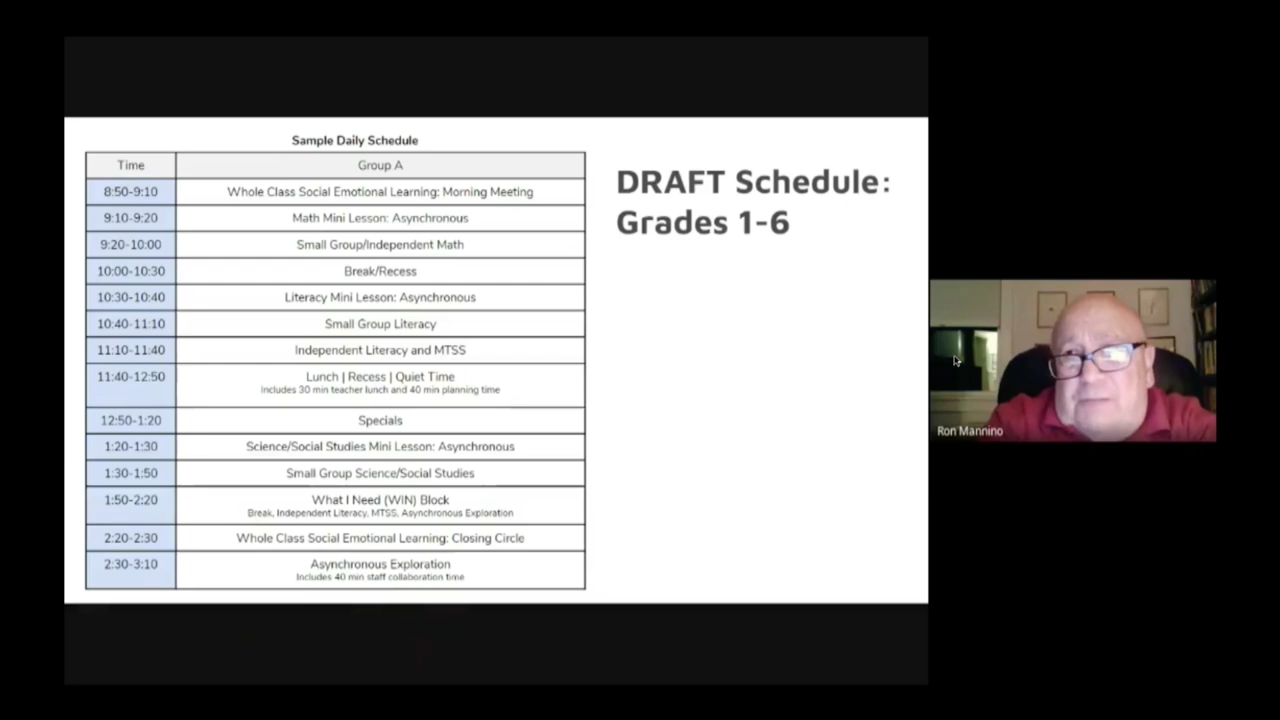 Sample Daily Schedule
Time Group A
8:50-9:10 Whole Class Social Emotional Learning: Morning Meeting
9:10-9:20 Math Mini Lesson: Asynchronous
9:20-10:00 Small Group/Independent Math
10:00-10:30 Break/Recess
10:30-10:40 Literacy Mini Lesson: Asynchronous
10:40-11:10 Small Group Literacy
11:10-11:40 Independent Literacy and MTSS
11:40-12:50 Lunch | Recess | Quiet Time
Includes 30 min teacher lunch and 40 min planning time
12:50-1:20 Specials
1:20-1:30 Science/Social Studies Mini Lesson: Asynchronous
1:30-1:50 Small Group Science/Social Studies
1:50-2:20 What I Need (WIN) Block
Break, Independent Literacy, MTSS, Asynchronous Exploration
2:20-2:30 Whole Class Social Emotional Learning: Closing Circle
2:30-3:10 Asynchronous Exploration
Includes 40 min staff collaboration time
DRAFT Schedule:
Grades 1-6
Ron Mannino